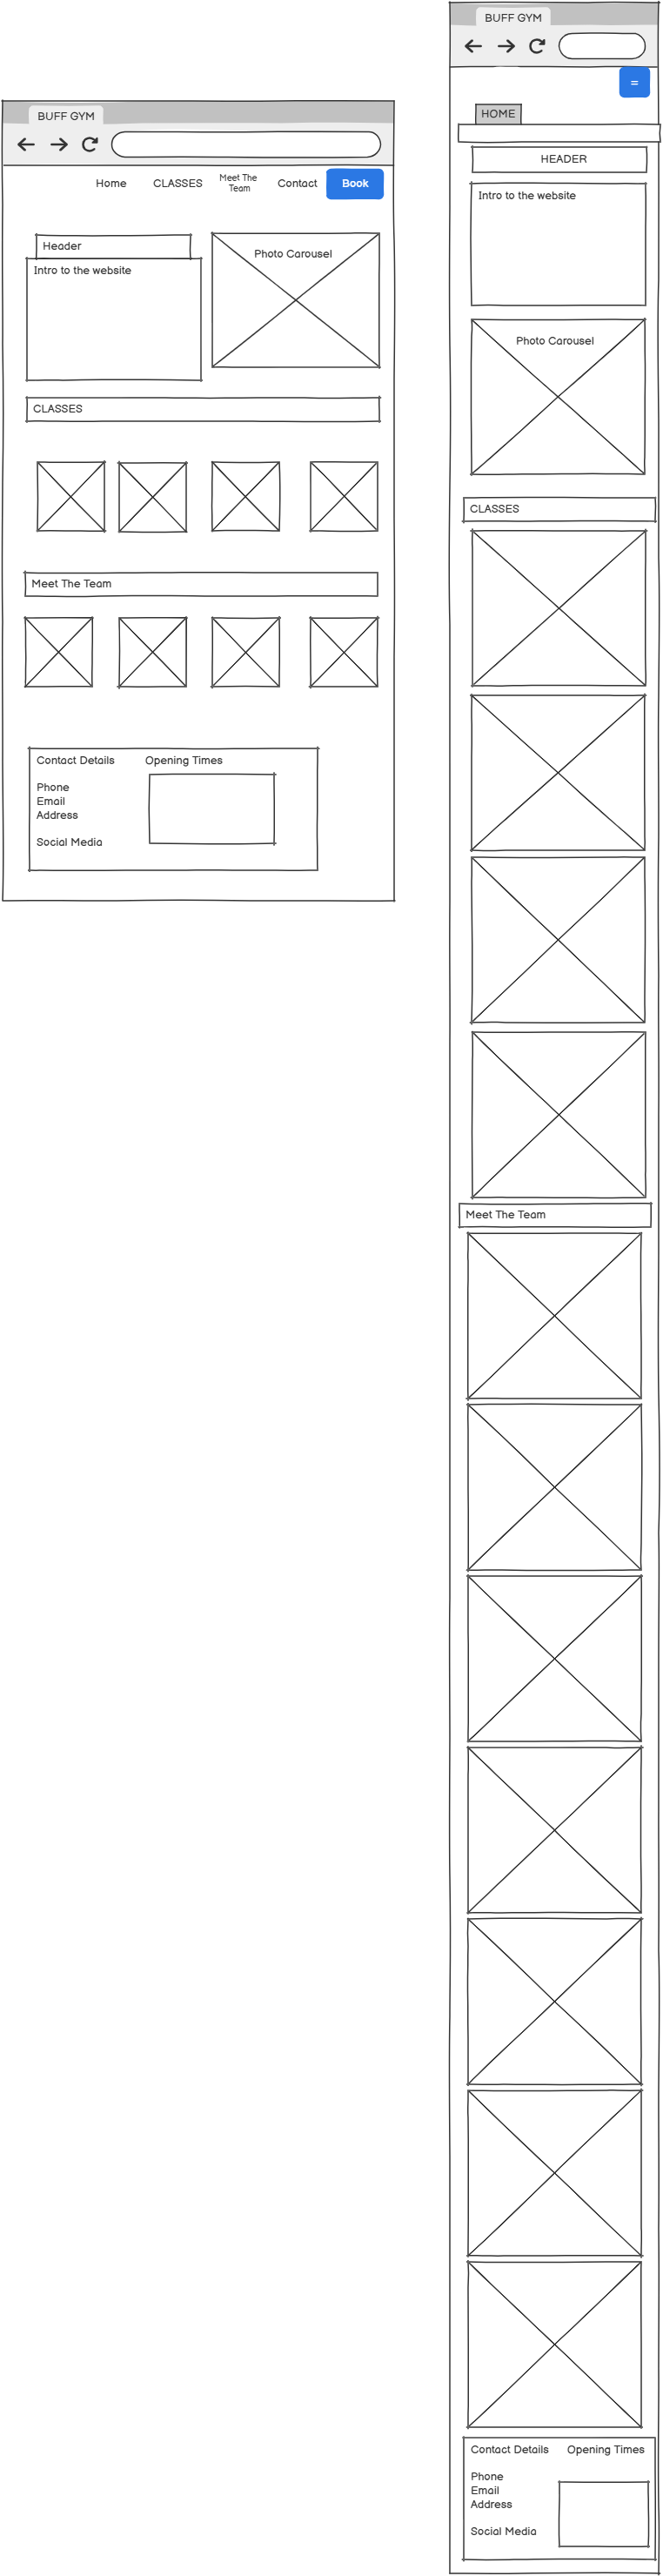 BUFF GYM
Home
CLASSES
Meet The
Team
Contact
Book
Header
Intro to the website
Photo Carousel
CLASSES
Meet The Team
Contact Details
Opening Times
Phone
Email
Address
Social Media
BUFF GYM
=
HOME
HEADER
Intro to the website
Photo Carousel
CLASSES
Meet The Team
Contact Details
Opening Times
Phone
Email
Address
Social Media